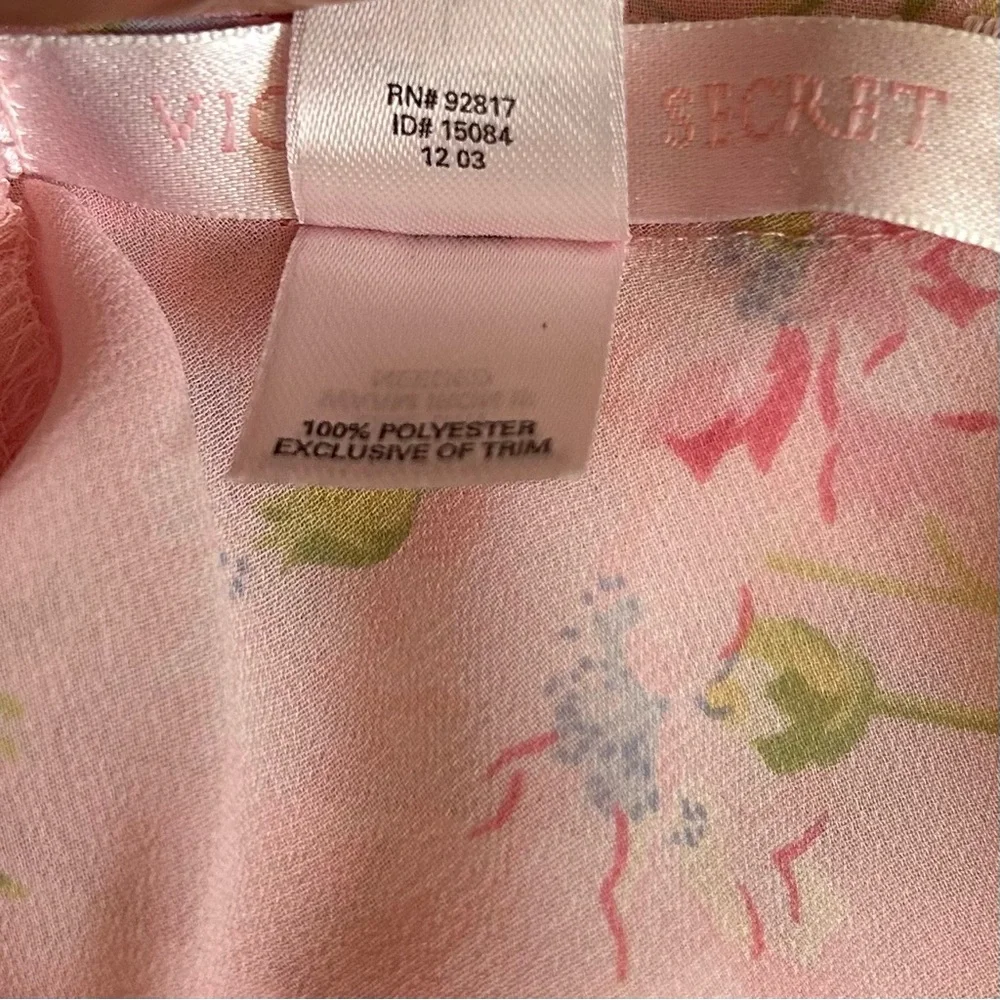 VIC SECRET
RN# 92817
ID# 15084
12 03
100% POLYESTER
EXCLUSIVE OF TRIM